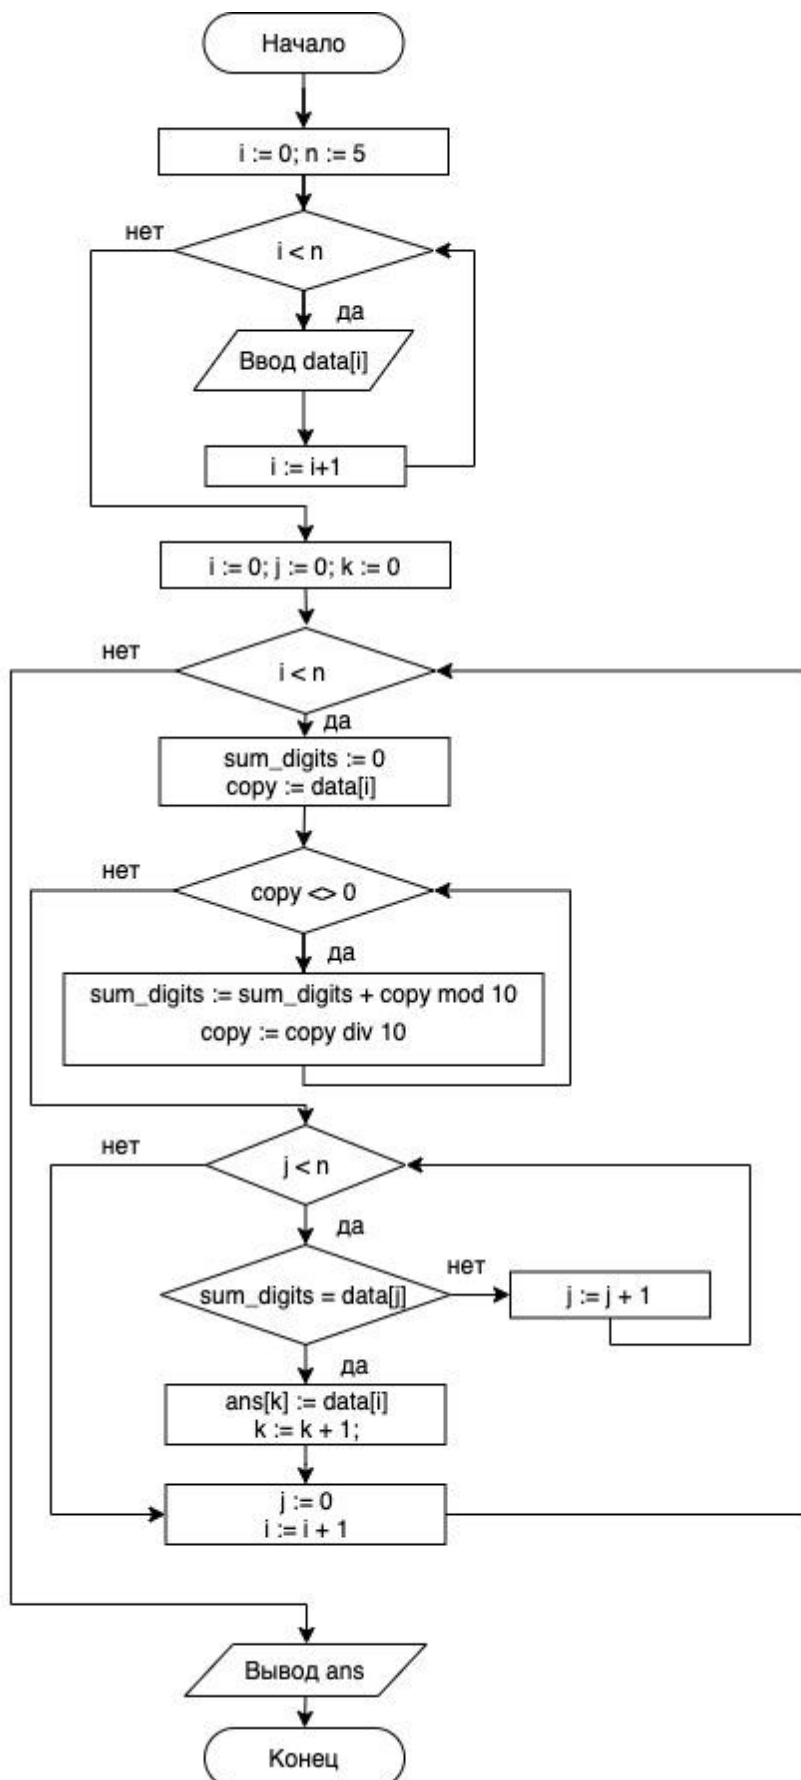 Начало
i := 0; n := 5
нет
i < n
да
Ввод data[i]
i := i+1
i := 0; j := 0; k := 0
нет
i < n
да
sum_digits := 0
copy := data[i]
нет
copy <> 0
да
sum_digits := sum_digits + copy mod 10
copy := copy div 10
нет
j < n
да
sum_digits = data[j]
нет
j := j + 1
да
ans[k] := data[i]
k := k + 1;
j := 0
i := i + 1
Вывод ans
Конец